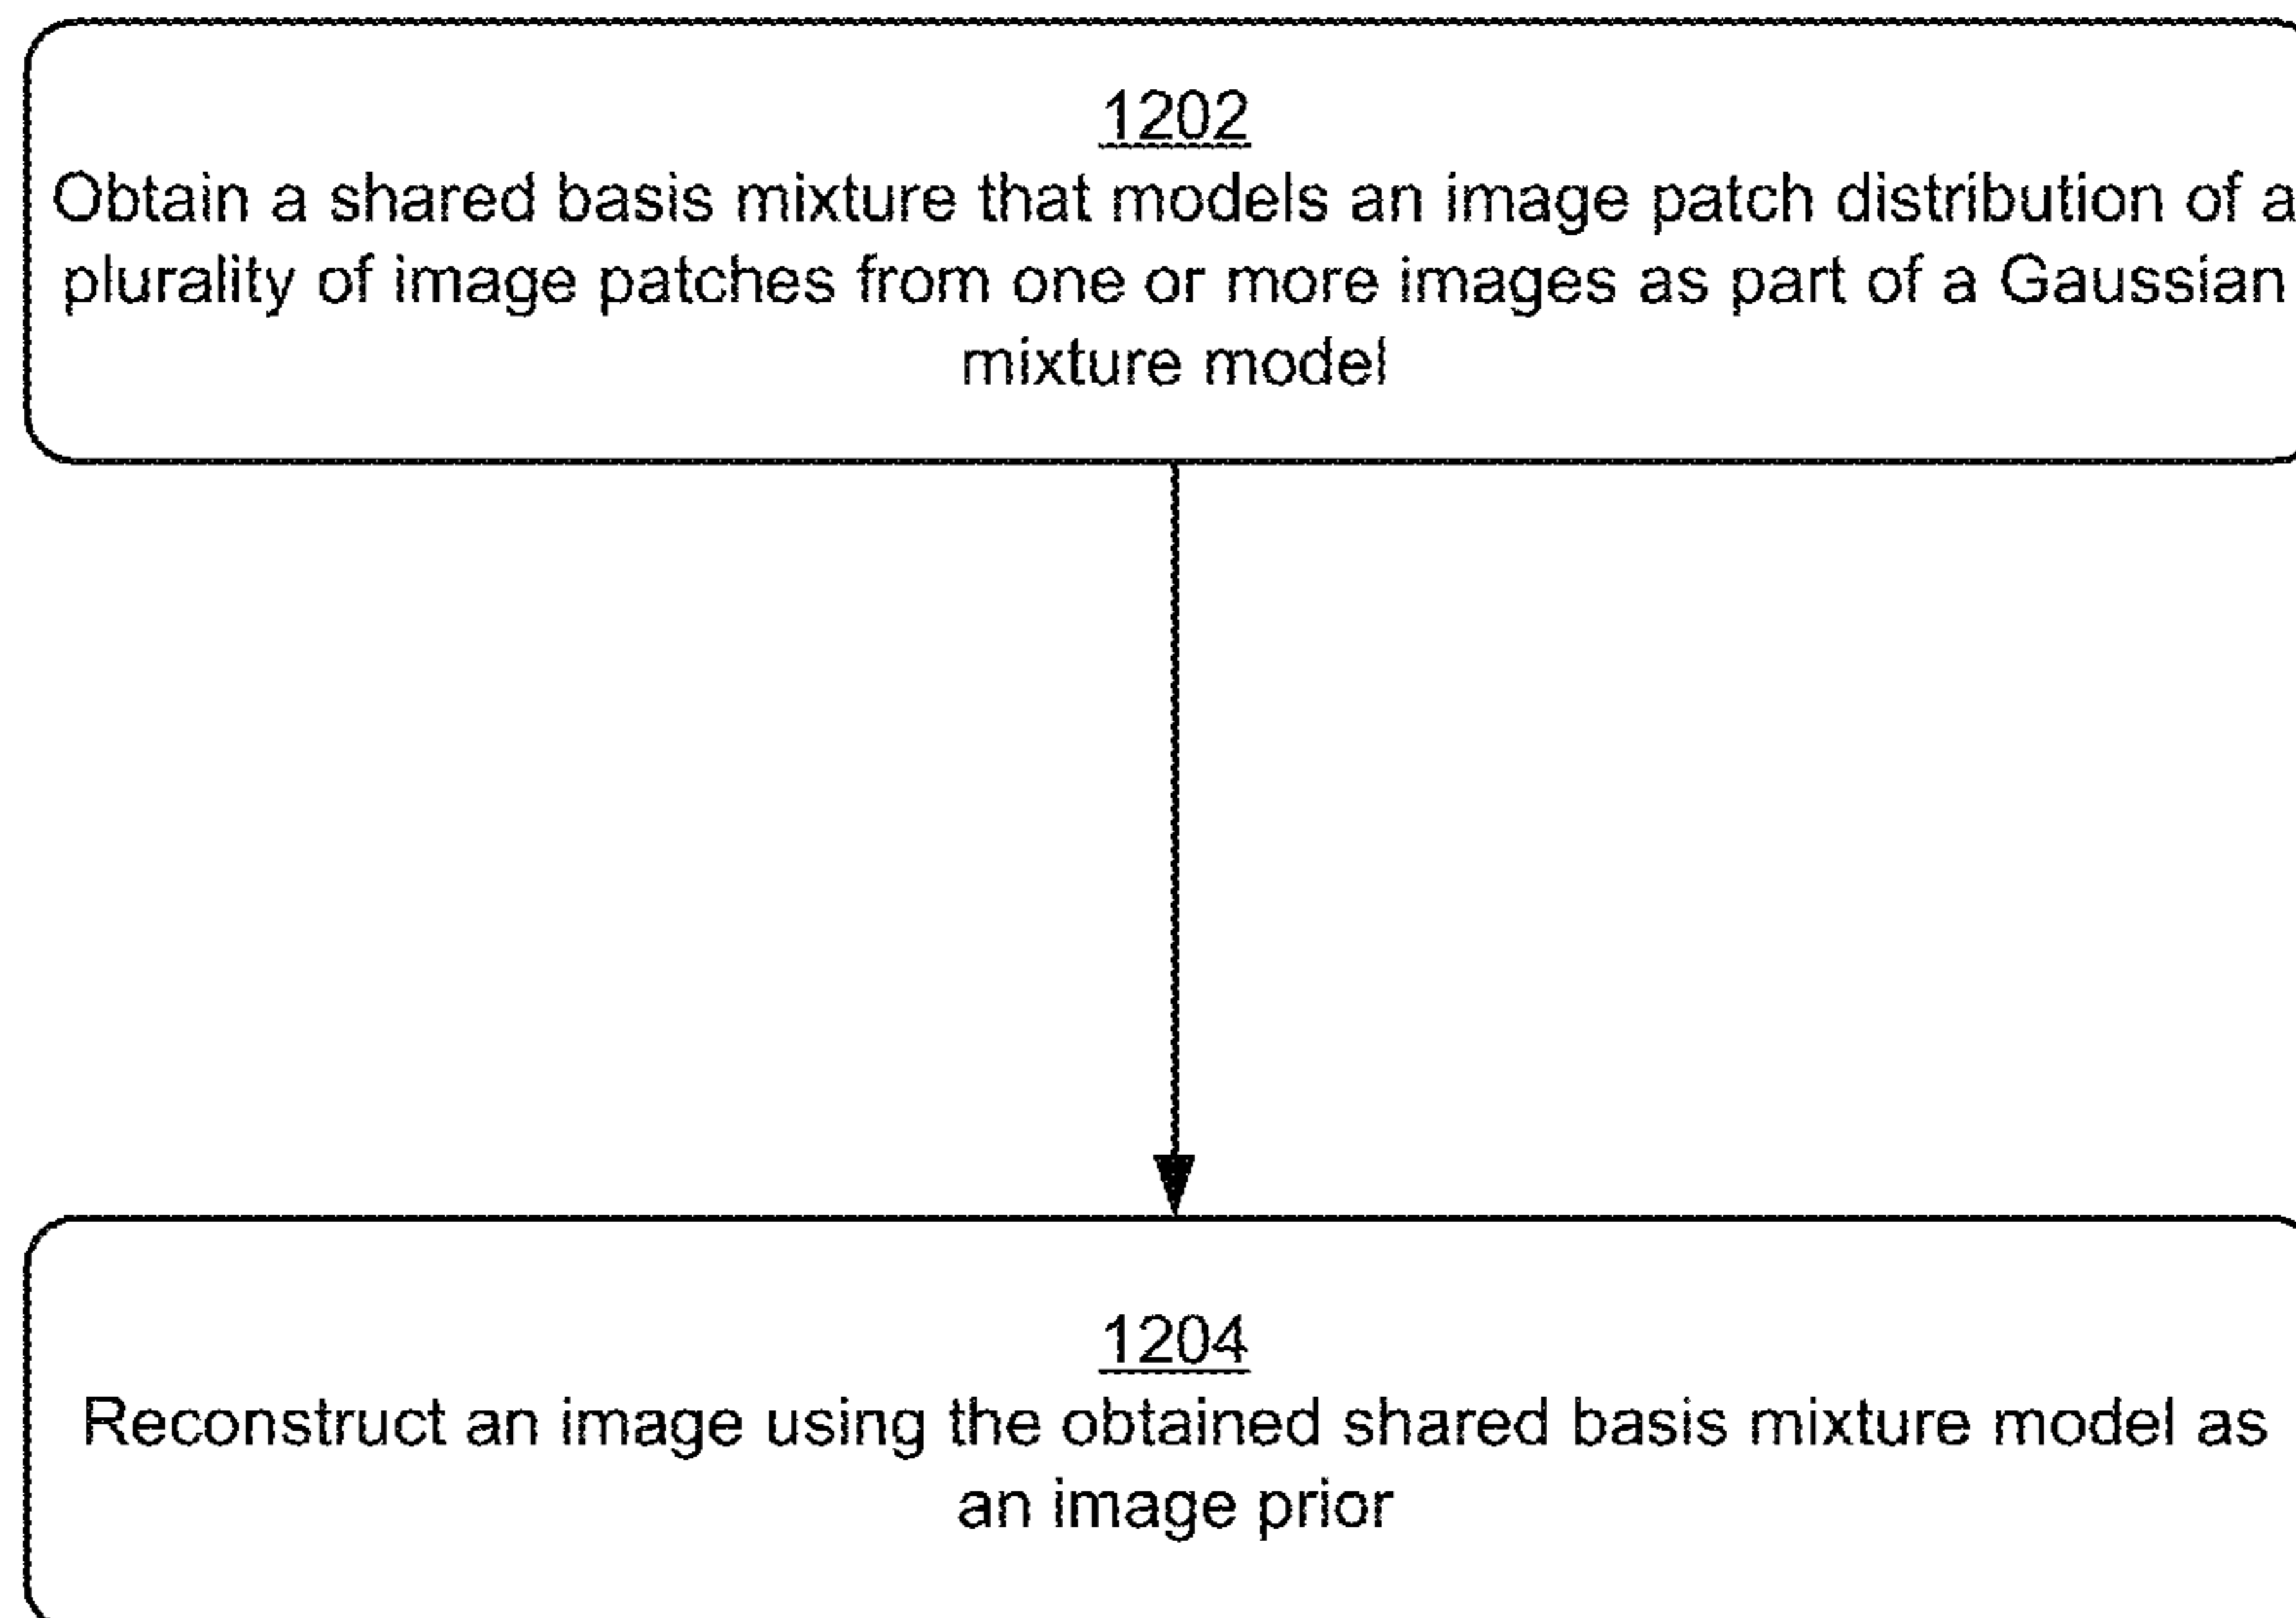 1202
Obtain a shared basis mixture that models an image patch distribution of a
plurality of image patches from one or more images as part of a Gaussian
mixture model
1204
Reconstruct an image using the obtained shared basis mixture model as
an image prior